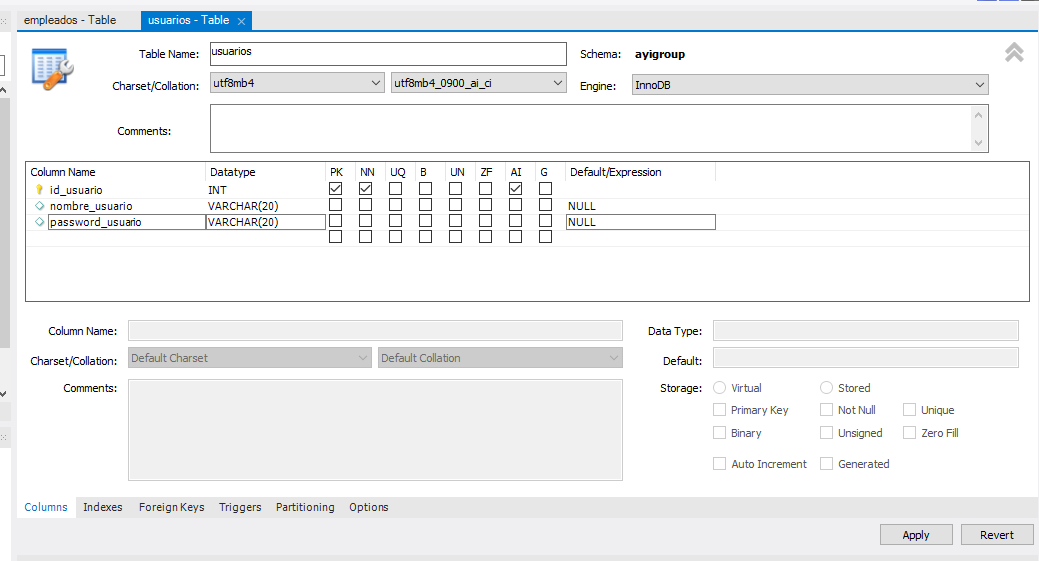 empleados - Table usuarios - Table
Table Name: usuarios Schema: ayigroup
Charset/Collation: utf8mb4 utf8mb4_0900_ai_ci Engine: InnoDB
Comments:
Column Name Datatype PK NN UQ B UN ZF AI G Default/Expression
id_usuario INT
nombre_usuario VARCHAR(20) NULL
password_usuario VARCHAR(20) NULL
Column Name: Data Type:
Charset/Collation: Default Charset Default Collation Default:
Comments: Storage: Virtual Stored
Primary Key Not Null Unique
Binary Unsigned Zero Fill
Auto Increment Generated
Columns Indexes Foreign Keys Triggers Partitioning Options
Apply Revert